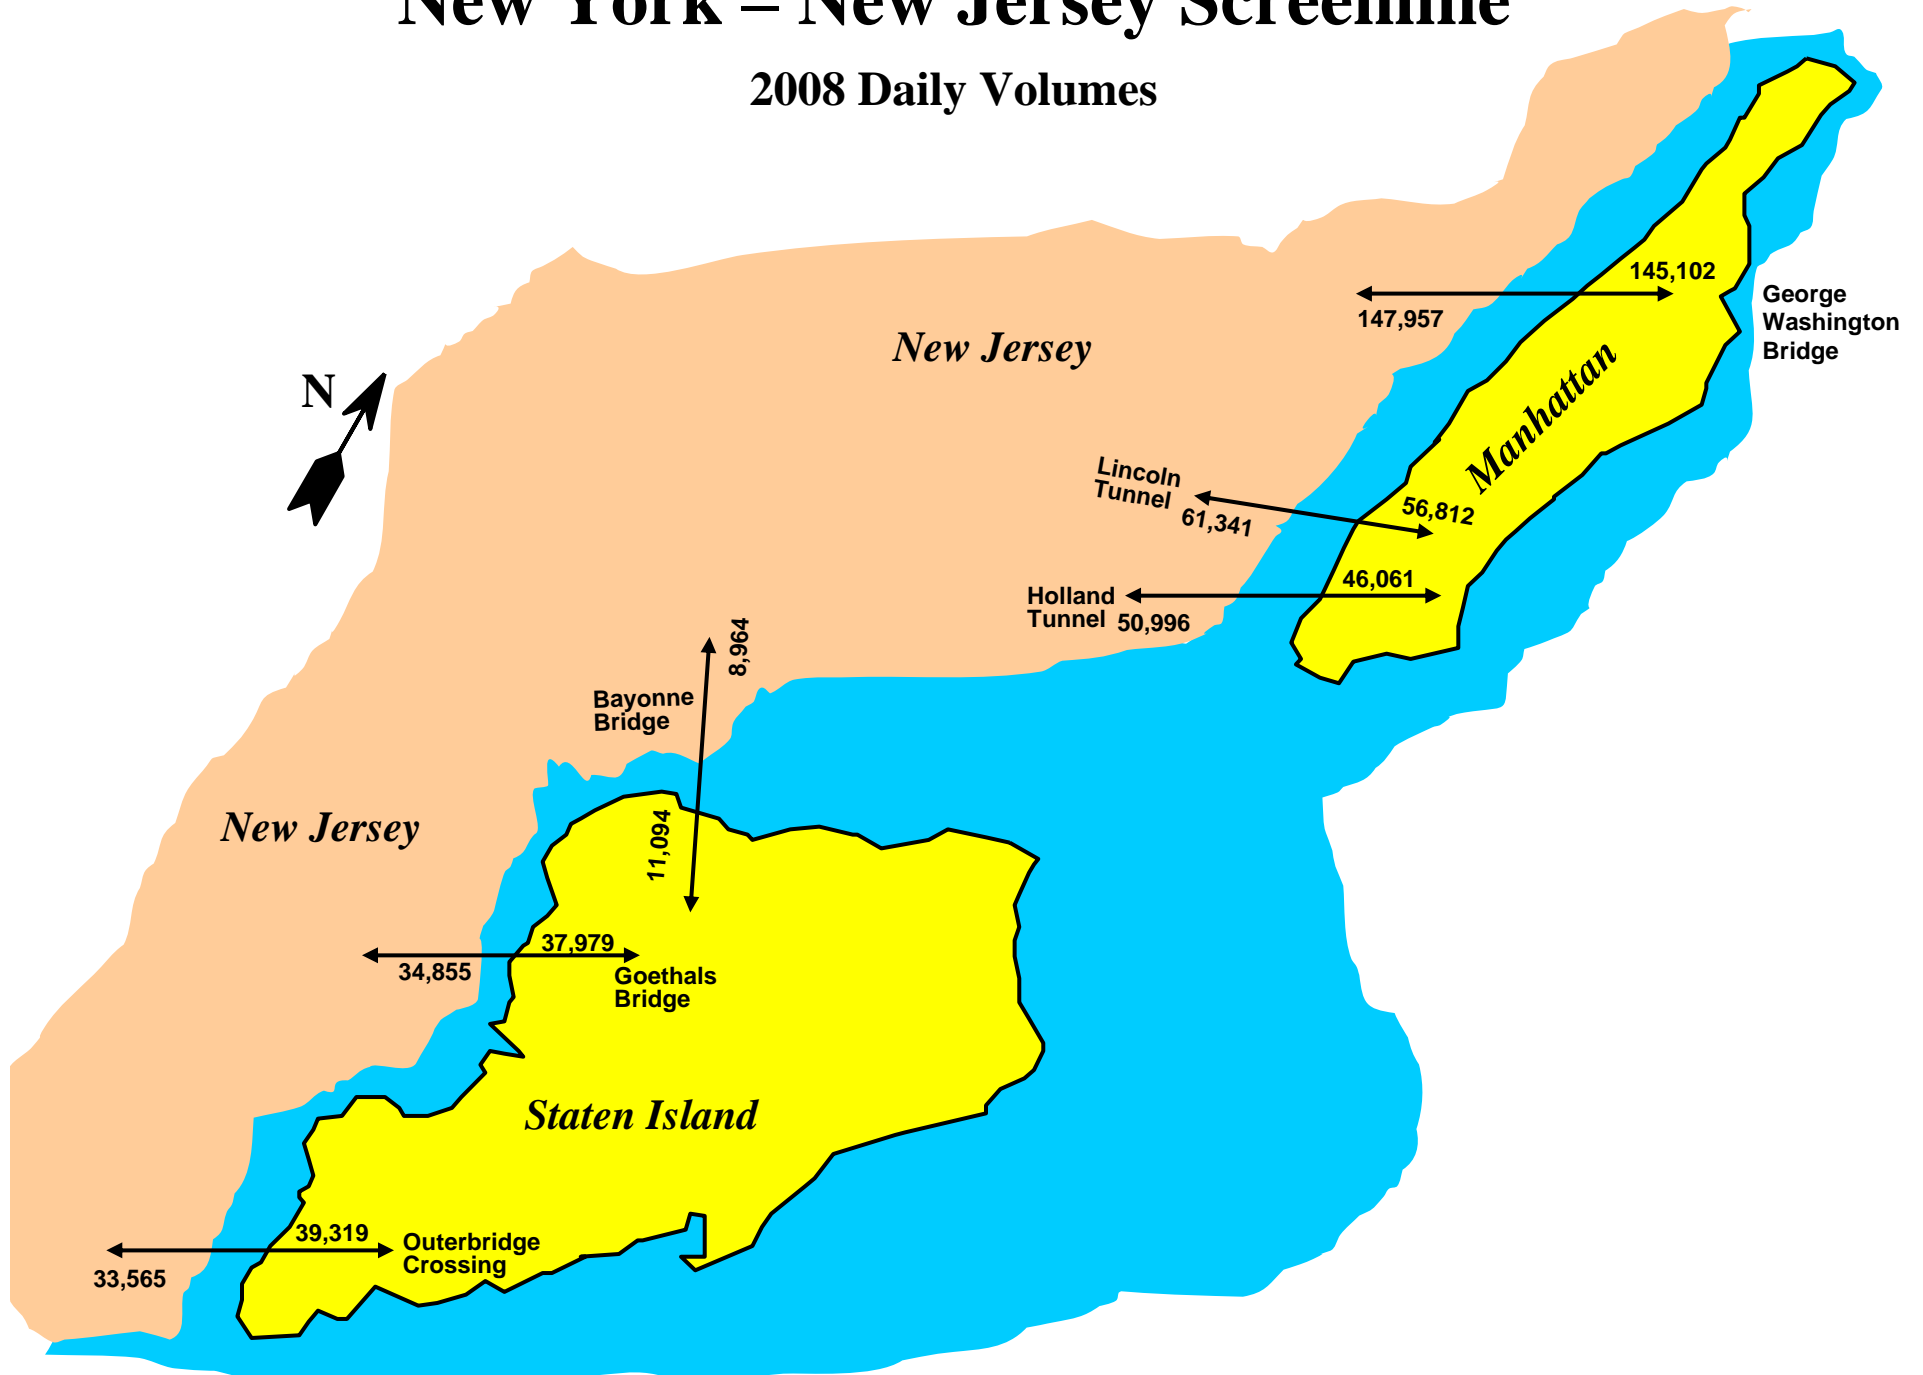 New York – New Jersey Screenline
2008 Daily Volumes
145,102
George
Washington
Bridge
147,957
New Jersey
N
Manhattan
Lincoln
Tunnel
61,341
56,812
46,061
Holland
Tunnel
50,996
8,964
Bayonne
Bridge
11,094
New Jersey
37,979
34,855
Goethals
Bridge
Staten Island
39,319
Outerbridge
Crossing
33,565